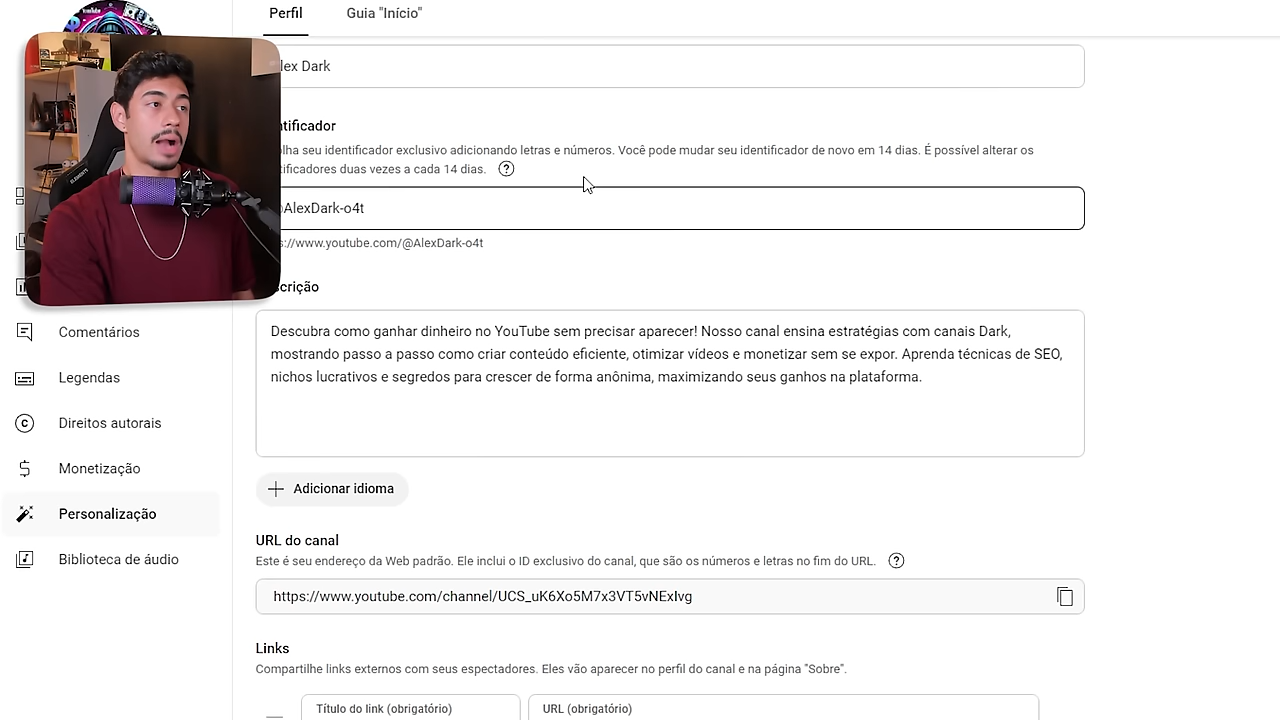 Perfil
Guia "Início"
lex Dark
ntificador
lha seu identificador exclusivo adicionando letras e números. Você pode mudar seu identificador de novo em 14 dias. É possível alterar os
tificadores duas vezes a cada 14 dias.
@AlexDark-o4t
s://www.youtube.com/@AlexDark-o4t
scrição
Descubra como ganhar dinheiro no YouTube sem precisar aparecer! Nosso canal ensina estratégias com canais Dark,
mostrando passo a passo como criar conteúdo eficiente, otimizar vídeos e monetizar sem se expor. Aprenda técnicas de SEO,
nichos lucrativos e segredos para crescer de forma anônima, maximizando seus ganhos na plataforma.
Comentários
Legendas
Direitos autorais
Monetização
Personalização
Biblioteca de áudio
Adicionar idioma
URL do canal
Este é seu endereço da Web padrão. Ele inclui o ID exclusivo do canal, que são os números e letras no fim do URL.
https://www.youtube.com/channel/UCS_uK6Xo5M7x3VT5vNExIvg
Links
Compartilhe links externos com seus espectadores. Eles vão aparecer no perfil do canal e na página "Sobre".
Título do link (obrigatório)
URL (obrigatório)